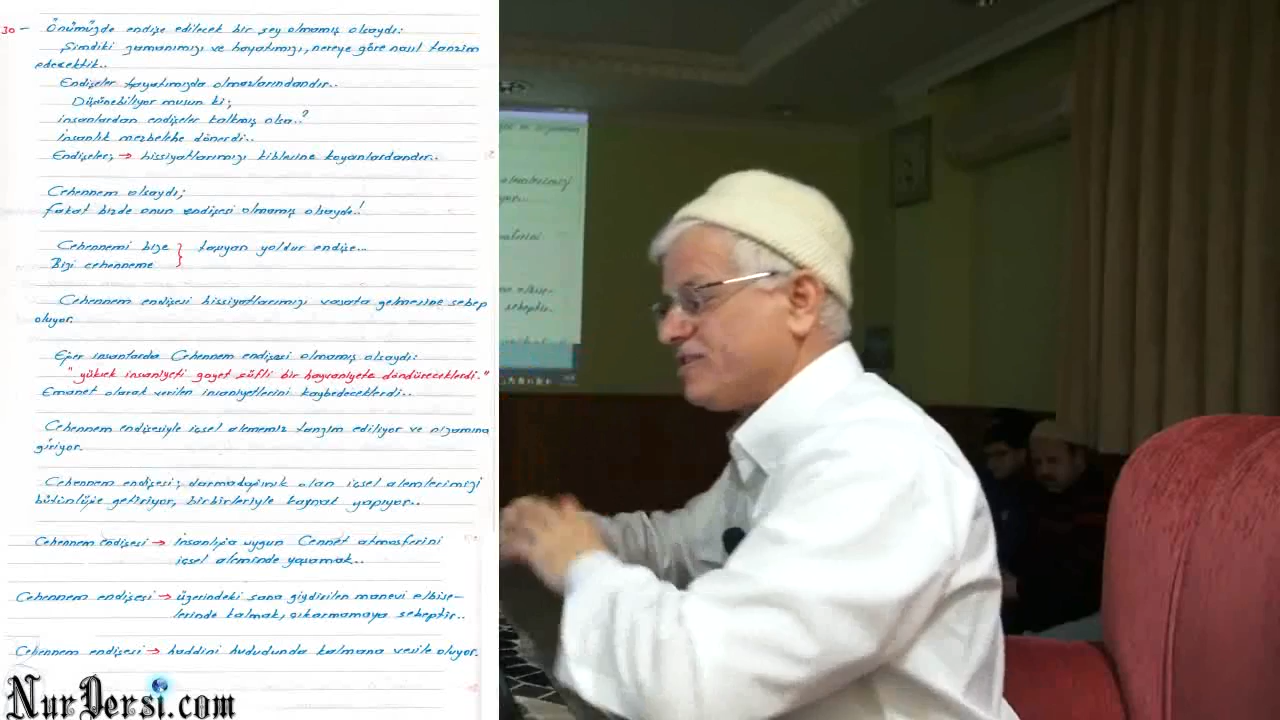 30 - Önümüzde endişe edilecek bir şey olmamış olsaydı:
Şimdiki zamanımızı ve hayatımızı, nereye göre nasıl tanzim
edecektik..
Endişeler hayatımızda olmazlarındandır..
Düşünebiliyor musun ki;
insanlardan endişeler kalkmış olsa..?
İnsanlık mezbeleye dönerdi..
Endişeler; → hissiyatlarımızı kıblesine koyanlardandır..
Cehennem olsaydı;
fakat bizde onun endişesi olmamış olsaydı..!
Cehennemi bize } taşıyan yoldur endişe...
Bizi cehenneme
Cehennem endişesi hissiyatlarımızı vasata gelmesine sebep
oluyor.
Eğer insanlarda Cehennem endişesi olmamış olsaydı:
"yüksek insaniyeti gayet süfli bir hayvaniyete döndüreceklerdi."
Emanet olarak verilen insaniyetlerini kaybedeceklerdi..
Cehennem endişesiyle içsel alememiz tanzim ediliyor ve nizamına
giriyor.
Cehennem endişesi; darmadağınık olan içsel alemlerimizi
bütünlüğe getiriyor, birbirleriyle kaynat yapıyor..
Cehennem endişesi → İnsanlığa uygun Cennet atmosferini
içsel aleminde yaşamak..
Cehennem endişesi → üzerindeki sana giydirilen manevi elbise-
lerinde kalmak, çıkarmamaya sebeptir..
Cehennem endişesi → haddini hududunda kalmana vesile oluyor.
NurDersi.com